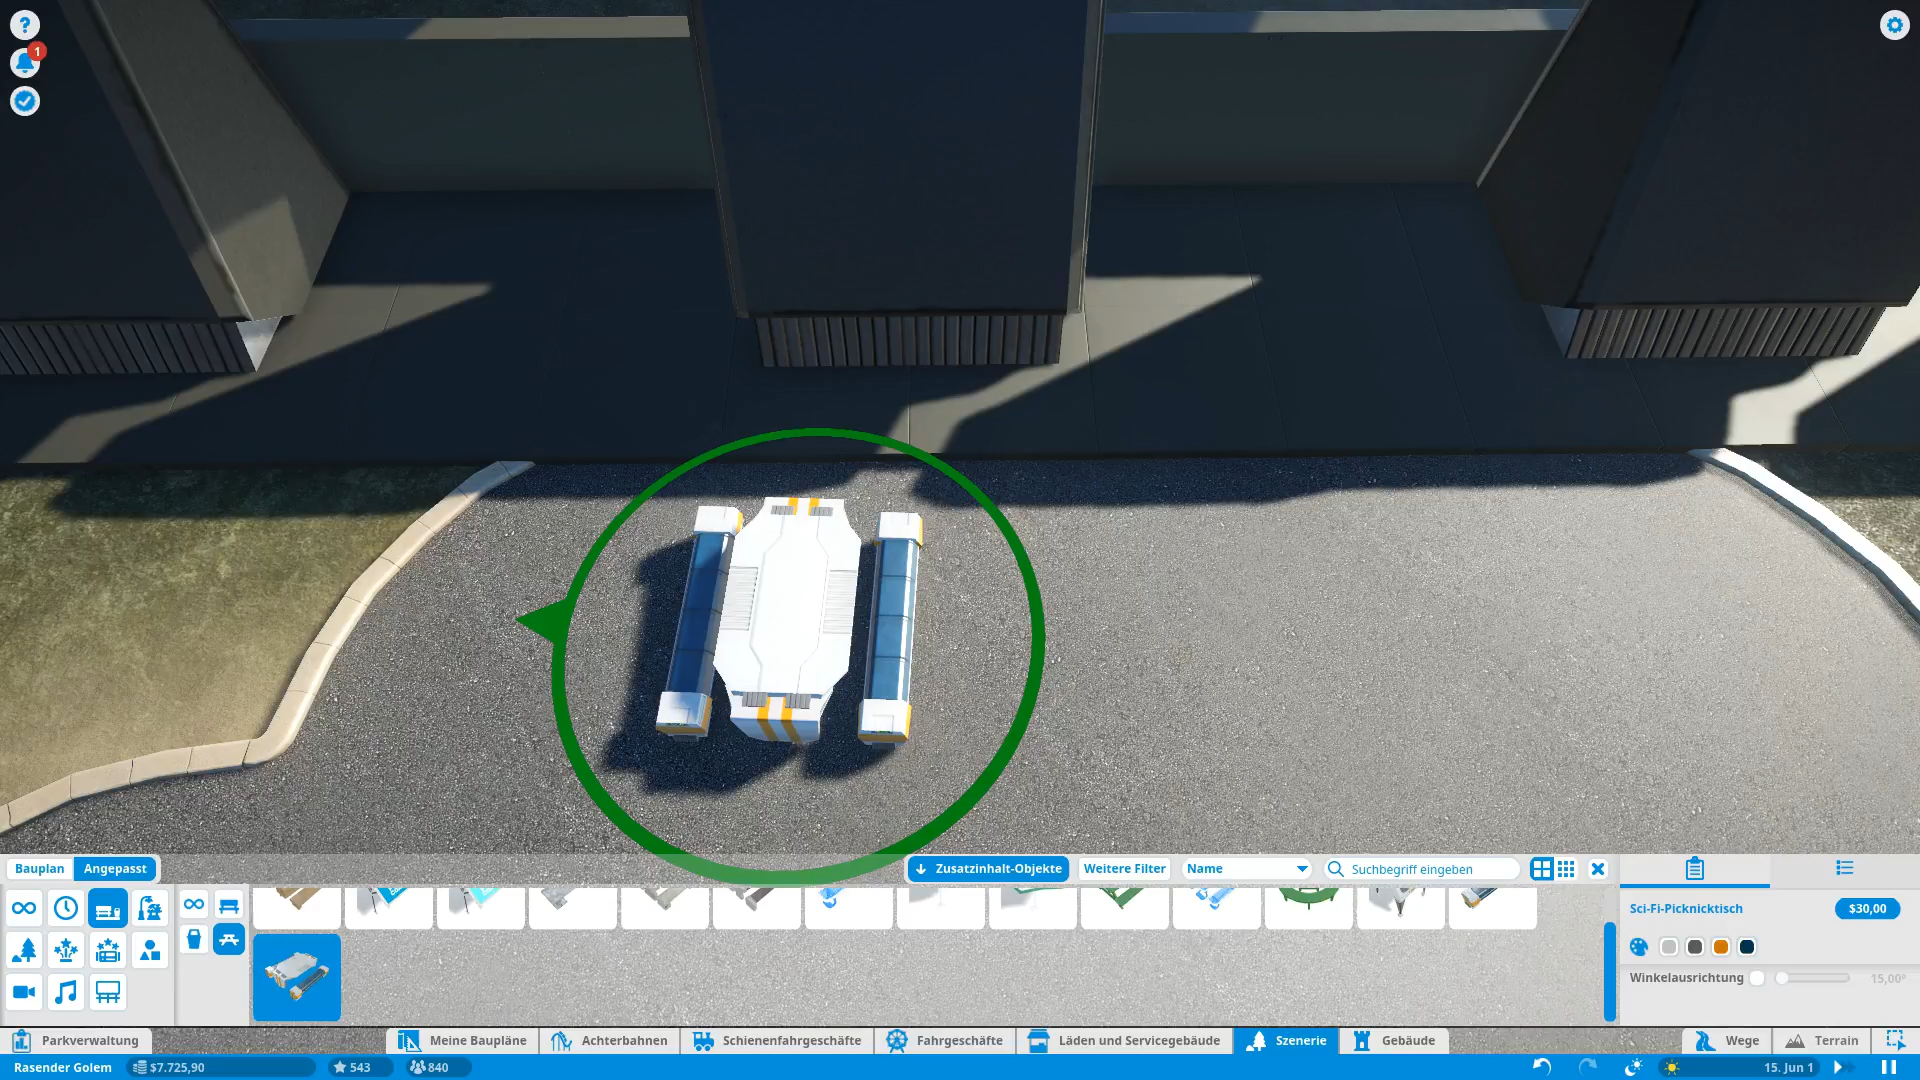 ?
1
Bauplan
Angepasst
Zusatzinhalt-Objekte
Weitere Filter
Name
Suchbegriff eingeben
Sci-Fi-Picknicktisch
$30,00
Winkelausrichtung
15,00°
Parkverwaltung
Meine Baupläne
Achterbahnen
Schienenfahrgeschäfte
Fahrgeschäfte
Läden und Servicegebäude
Szenerie
Gebäude
Wege
Terrain
Rasender Golem
$7.725,90
543
840
15. Jun 1